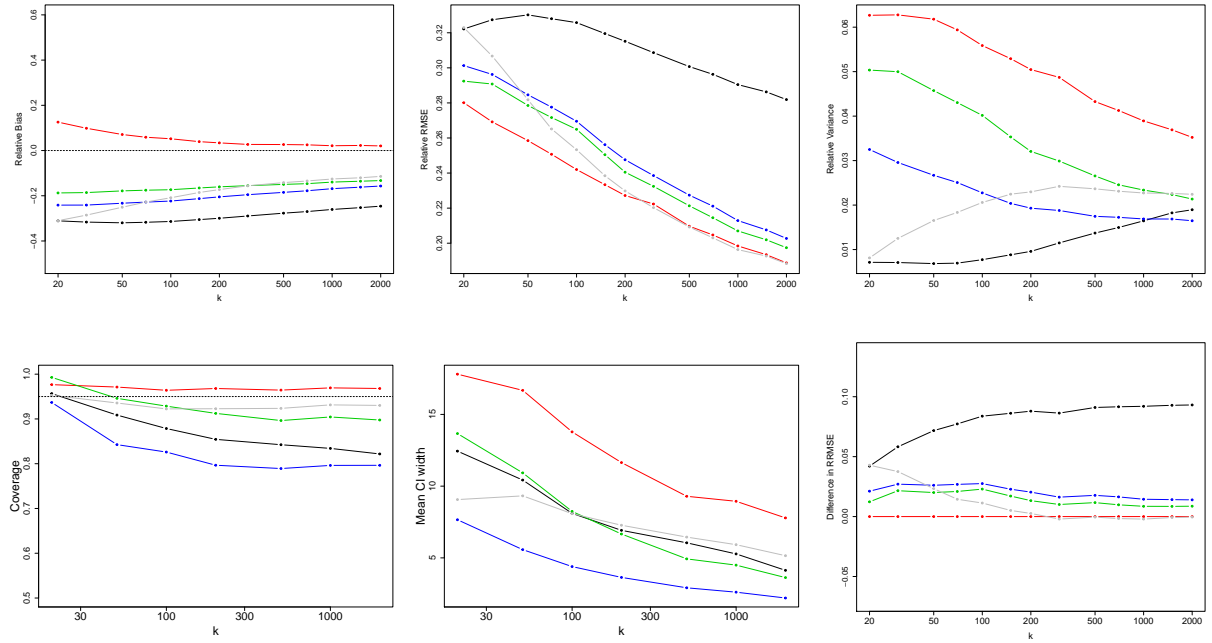 0.6
0.4
0.2
0.0
−0.2
−0.4
Relative Bias
20 50 100 200 500 1000 2000
k
0.32
0.30
0.28
0.26
0.24
0.22
0.20
Relative RMSE
20 50 100 200 500 1000 2000
k
0.06
0.05
0.04
0.03
0.02
0.01
Relative Variance
20 50 100 200 500 1000 2000
k
1.0
0.9
0.8
0.7
0.6
0.5
Coverage
30 100 300 1000
k
15
10
5
Mean CI width
30 100 300 1000
k
0.10
0.05
0.00
−0.05
Difference in RRMSE
20 50 100 200 500 1000 2000
k